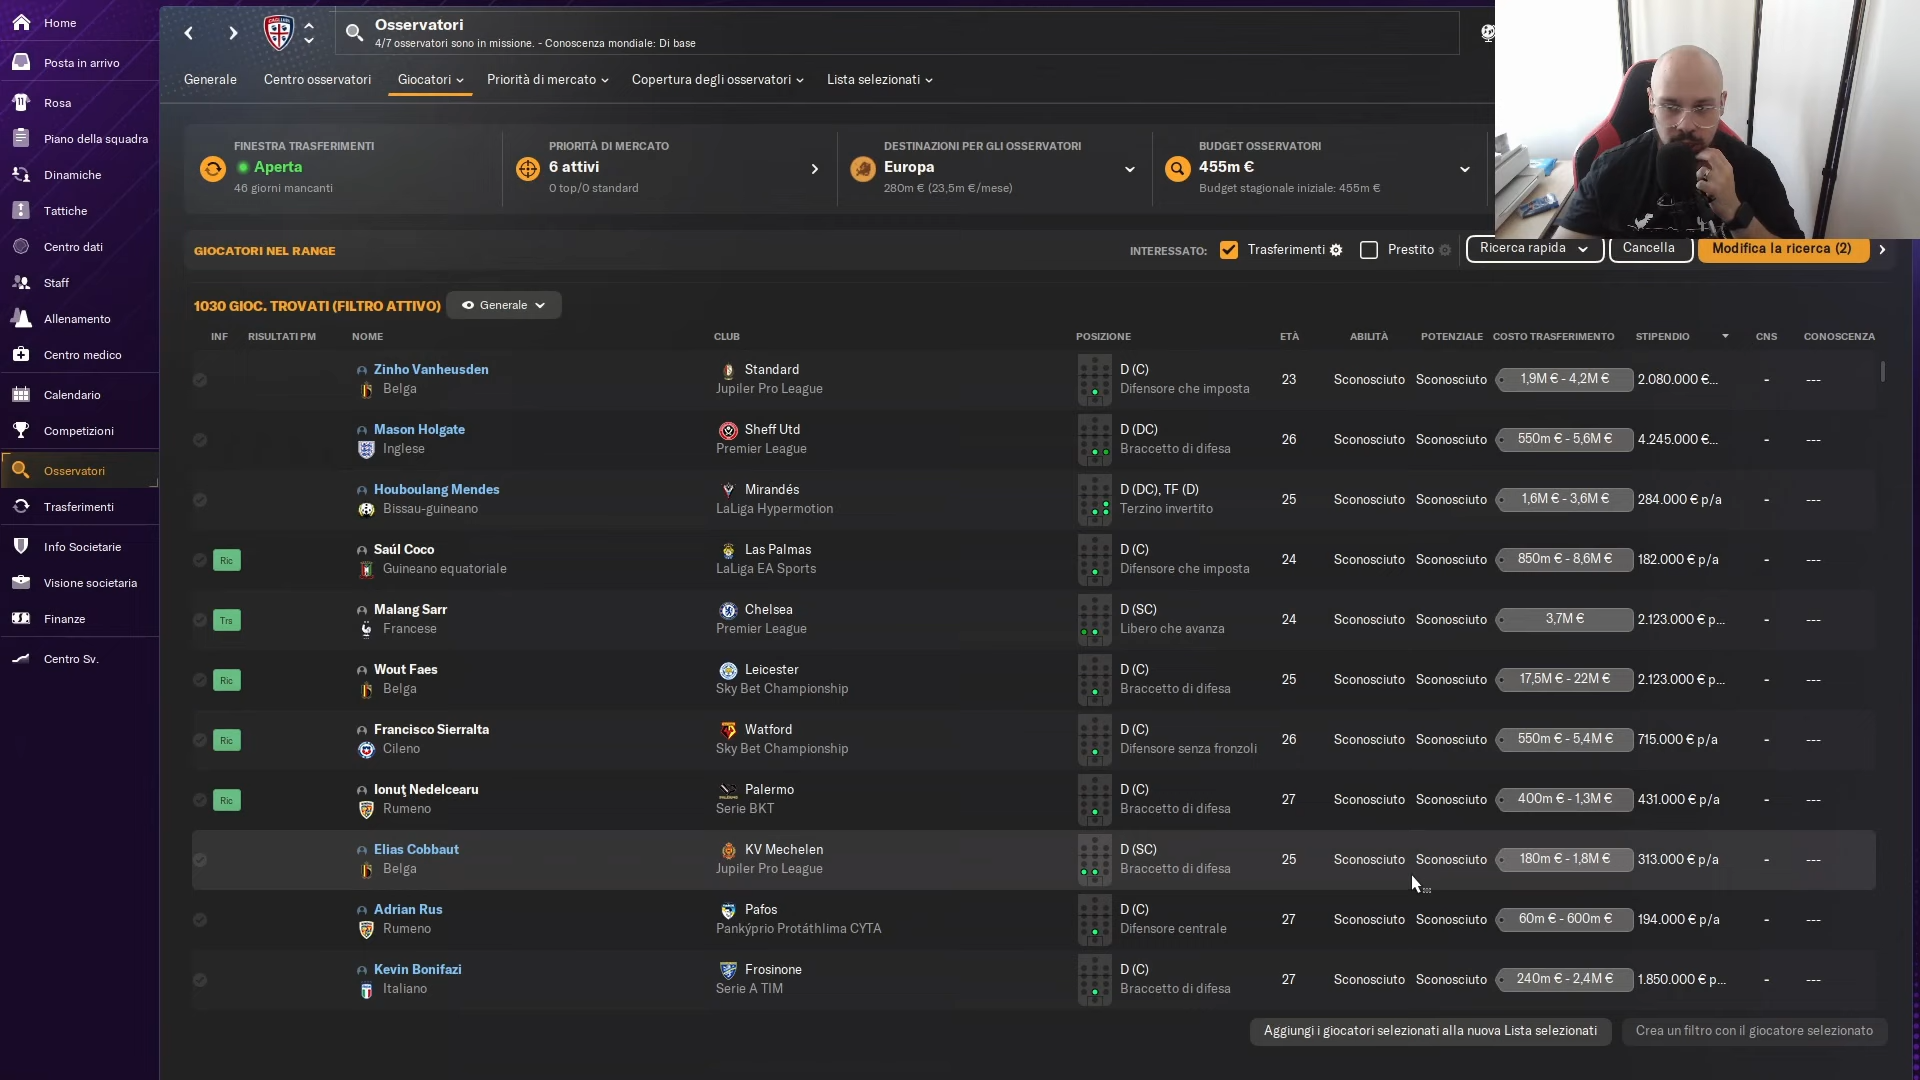 Home
Posta in arrivo
Rosa
Piano della squadra
Dinamiche
Tattiche
Centro dati
Staff
Allenamento
Centro medico
Calendario
Competizioni
Osservatori
Trasferimenti
Info Societarie
Visione societaria
Finanze
Centro Sv.
Osservatori
4/7 osservatori sono in missione. - Conoscenza mondiale: Di base
Generale Centro osservatori Giocatori Priorità di mercato Copertura degli osservatori Lista selezionati
FINESTRA TRASFERIMENTI
Aperta
46 giorni mancanti
PRIORITÀ DI MERCATO
6 attivi
0 top/0 standard
DESTINAZIONI PER GLI OSSERVATORI
Europa
280m € (23,5m €/mese)
BUDGET OSSERVATORI
455m €
Budget stagionale iniziale: 455m €
GIOCATORI NEL RANGE INTERESSATO: Trasferimenti Prestito Ricerca rapida Cancella Modifica la ricerca (2)
1030 GIOC. TROVATI (FILTRO ATTIVO) Generale
INF RISULTATI PM NOME CLUB POSIZIONE ETÀ ABILITÀ POTENZIALE COSTO TRASFERIMENTO STIPENDIO CNS CONOSCENZA
Zinho Vanheusden Standard D (C)
23 Sconosciuto Sconosciuto 1,9M € - 4,2M € 2.080.000 €... - ---
Belga Jupiler Pro League Difensore che imposta
Mason Holgate Sheff Utd D (DC)
26 Sconosciuto Sconosciuto 550m € - 5,6M € 4.245.000 €... - ---
Inglese Premier League Braccetto di difesa
Houboulang Mendes Mirandés D (DC), TF (D)
25 Sconosciuto Sconosciuto 1,6M € - 3,6M € 284.000 € p/a - ---
Bissau-guineano LaLiga Hypermotion Terzino invertito
Saúl Coco Las Palmas D (C)
Ric 24 Sconosciuto Sconosciuto 850m € - 8,6M € 182.000 € p/a - ---
Guineano equatoriale LaLiga EA Sports Difensore che imposta
Malang Sarr Chelsea D (SC)
Trs 24 Sconosciuto Sconosciuto 3,7M € 2.123.000 € p... - ---
Francese Premier League Libero che avanza
Wout Faes Leicester D (C)
Ric 25 Sconosciuto Sconosciuto 17,5M € - 22M € 2.123.000 € p... - ---
Belga Sky Bet Championship Braccetto di difesa
Francisco Sierralta Watford D (C)
Ric 26 Sconosciuto Sconosciuto 550m € - 5,4M € 715.000 € p/a - ---
Cileno Sky Bet Championship Difensore senza fronzoli
Ionuț Nedelcearu Palermo D (C)
Ric 27 Sconosciuto Sconosciuto 400m € - 1,3M € 431.000 € p/a - ---
Rumeno Serie BKT Braccetto di difesa
Elias Cobbaut KV Mechelen D (SC)
25 Sconosciuto Sconosciuto 180m € - 1,8M € 313.000 € p/a - ---
Belga Jupiler Pro League Braccetto di difesa
Adrian Rus Pafos D (C)
27 Sconosciuto Sconosciuto 60m € - 600m € 194.000 € p/a - ---
Rumeno Pankýprio Protáthlima CYTA Difensore centrale
Kevin Bonifazi Frosinone D (C)
27 Sconosciuto Sconosciuto 240m € - 2,4M € 1.850.000 € p... - ---
Italiano Serie A TIM Braccetto di difesa
Aggiungi i giocatori selezionati alla nuova Lista selezionati Crea un filtro con il giocatore selezionato